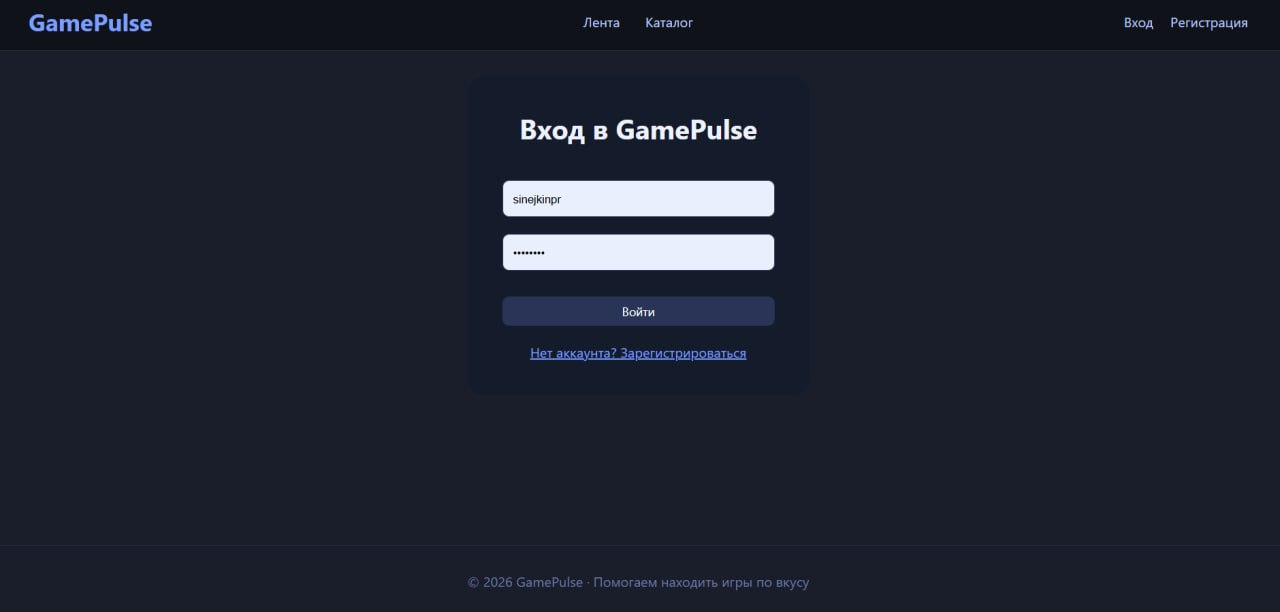 GamePulse
Лента Каталог
Вход Регистрация
Вход в GamePulse
sinejkinpr
••••••••
Войти
Нет аккаунта? Зарегистрироваться
© 2026 GamePulse · Помогаем находить игры по вкусу